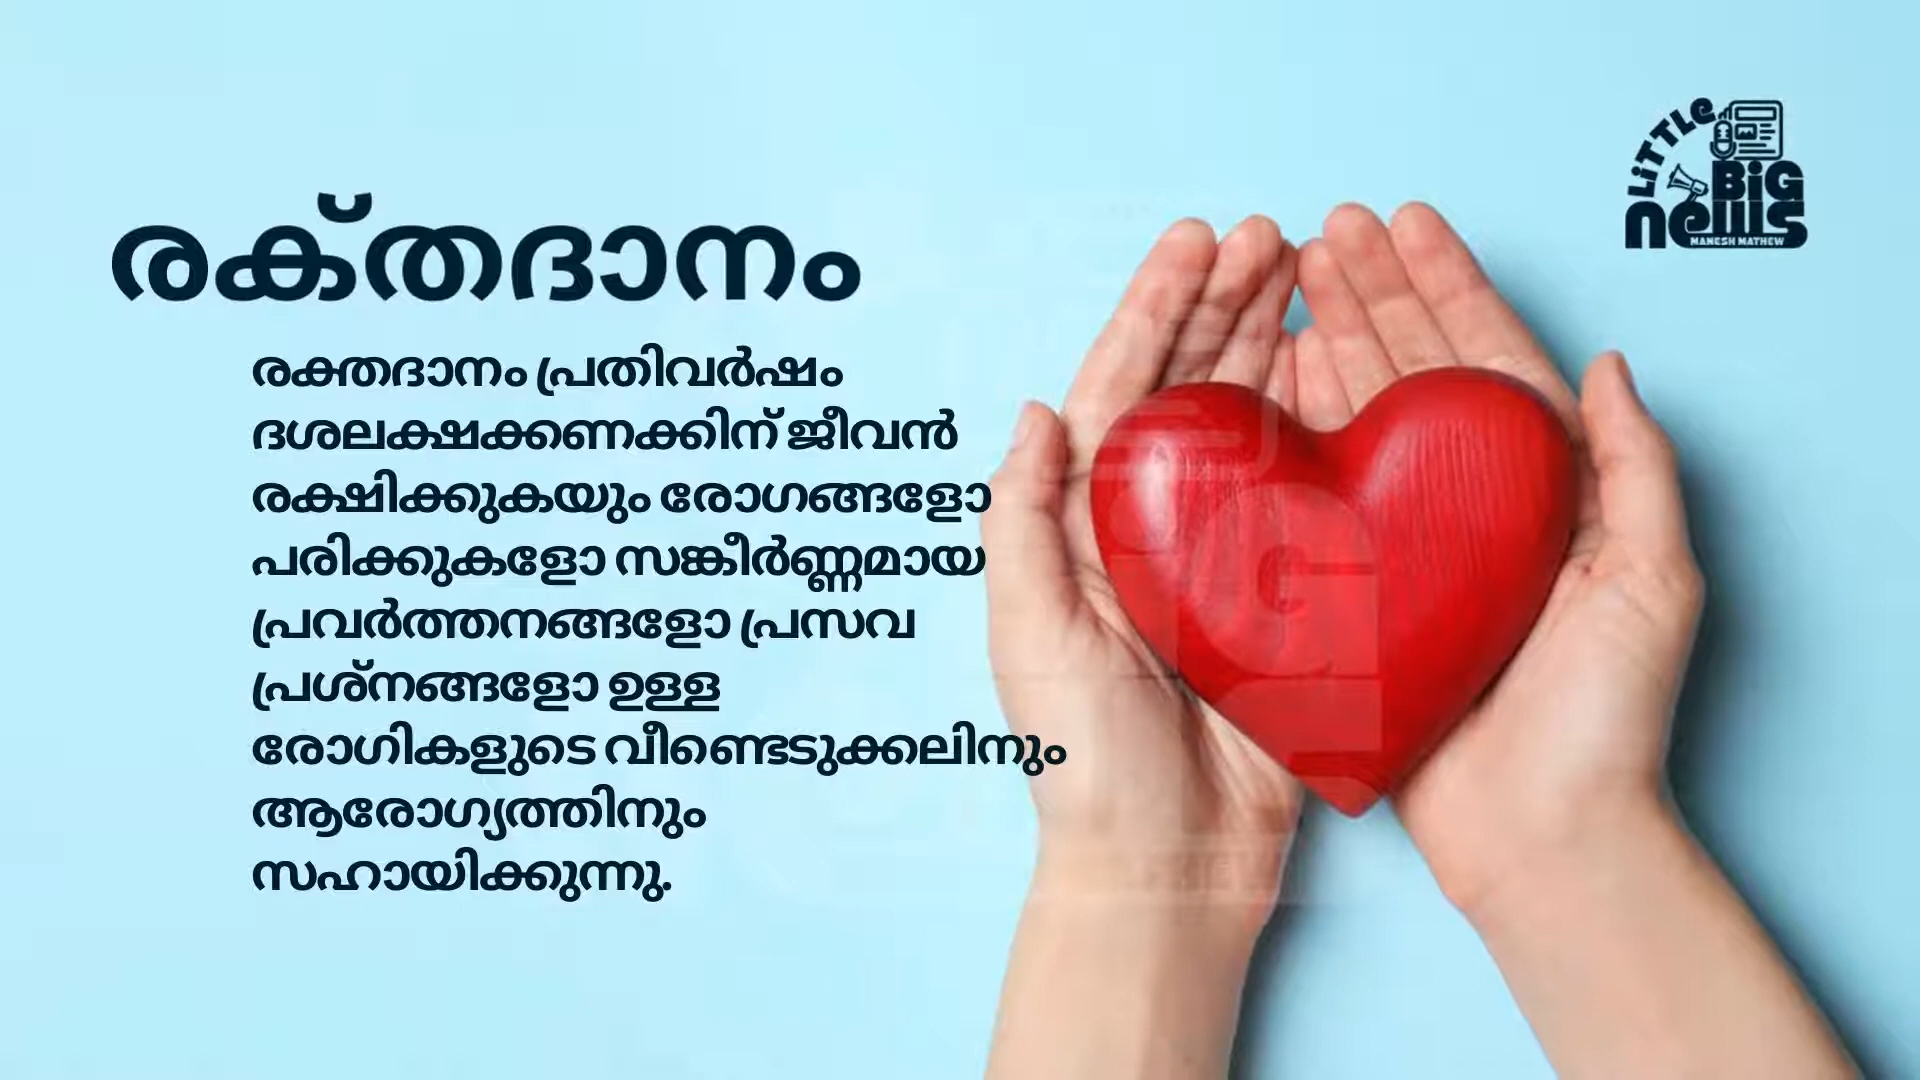 LiTTLe
BiG
news
MANESH MATHEW
രക്തദാനം
രക്തദാനം പ്രതിവർഷം
ദശലക്ഷക്കണക്കിന് ജീവൻ
രക്ഷിക്കുകയും രോഗങ്ങളോ
പരിക്കുകളോ സങ്കീർണ്ണമായ
പ്രവർത്തനങ്ങളോ പ്രസവ
പ്രശ്നങ്ങളോ ഉള്ള
രോഗികളുടെ വീണ്ടെടുക്കലിനും
ആരോഗ്യത്തിനും
സഹായിക്കുന്നു.